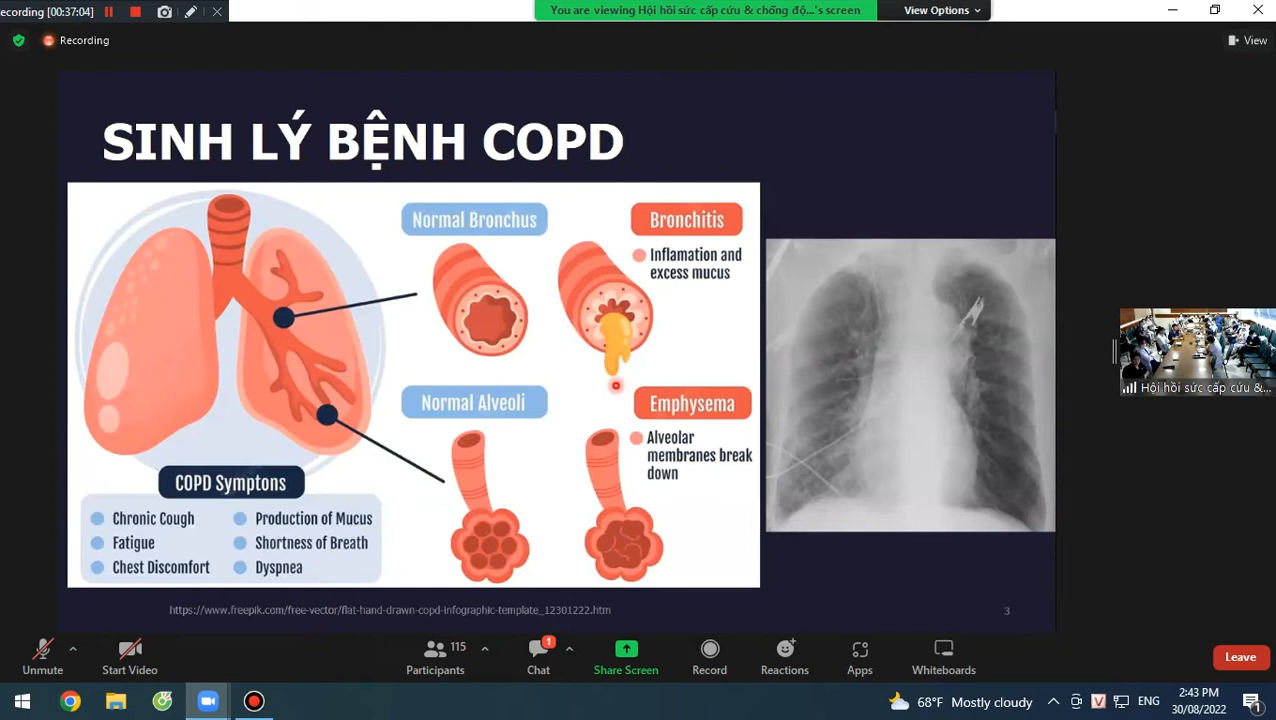 ecording [00:37:04]
You are viewing Hội hồi sức cấp cứu & chống độ...'s screen
View Options
Recording
View
SINH LÝ BỆNH COPD
Normal Bronchus
Bronchitis
Inflamation and
excess mucus
Normal Alveoli
Emphysema
Alveolar
membranes break
down
COPD Symptons
Chronic Cough
Production of Mucus
Fatigue
Shortness of Breath
Chest Discomfort
Dyspnea
https://www.freepik.com/free-vector/flat-hand-drawn-copd-infographic-template_12301222.htm
3
Hội hồi sức cấp cứu &...
Unmute
Start Video
115
Participants
1
Chat
Share Screen
Record
Reactions
Apps
Whiteboards
Leave
68°F Mostly cloudy
V
ENG
2:43 PM
30/08/2022
1